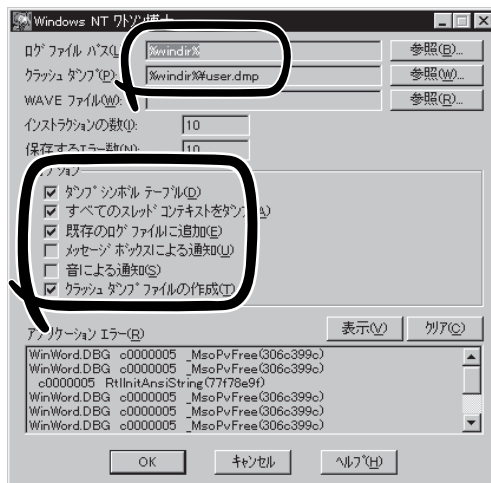 Windows NT ワトソン博士
ログ ファイル パス(L): %windir% 参照(B)...
クラッシュ ダンプ(P): %windir%¥user.dmp 参照(W)...
WAVE ファイル(W): 参照(R)...
インストラクションの数(I): 10
保存するエラー数(N): 10
オプション
ダンプ シンボル テーブル(D)
すべてのスレッド コンテキストをダンプ(A)
既存のログ ファイルに追加(E)
メッセージ ボックスによる通知(U)
音による通知(S)
クラッシュ ダンプ ファイルの作成(T)
アプリケーション エラー(R) 表示(V) クリア(C)
WinWord.DBG c0000005 _MsoPvFree(306c399c)
WinWord.DBG c0000005 _MsoPvFree(306c399c)
c0000005 RtlInitAnsiString(77f78e9f)
WinWord.DBG c0000005 _MsoPvFree(306c399c)
WinWord.DBG c0000005 _MsoPvFree(306c399c)
WinWord.DBG c0000005 _MsoPvFree(306c399c)
OK キャンセル ヘルプ(H)